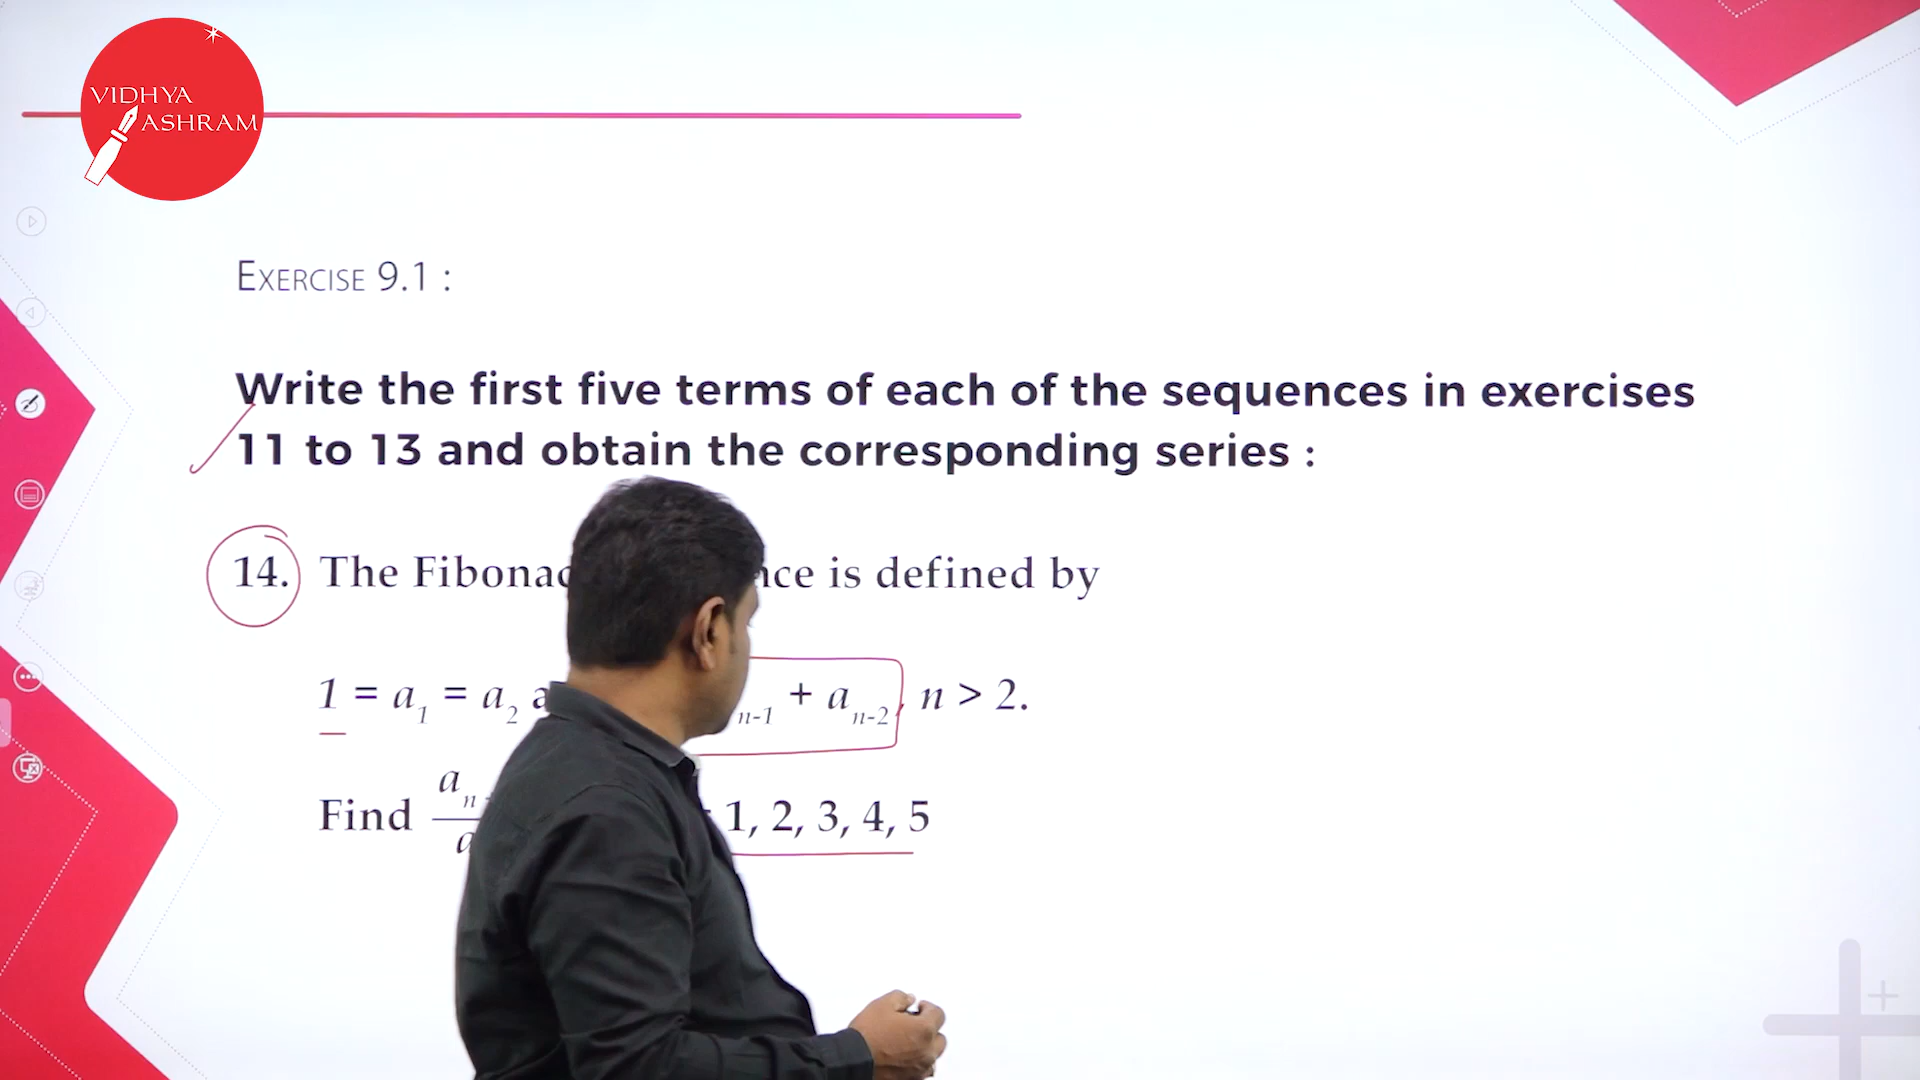 VIDHYA
ASHRAM
EXERCISE 9.1 :
Write the first five terms of each of the sequences in exercises
11 to 13 and obtain the corresponding series :
14. The is defined by
1 = a₁ = a₂ n-1 + aₙ₋₂, n > 2.
Find aₙ 1, 2, 3, 4, 5